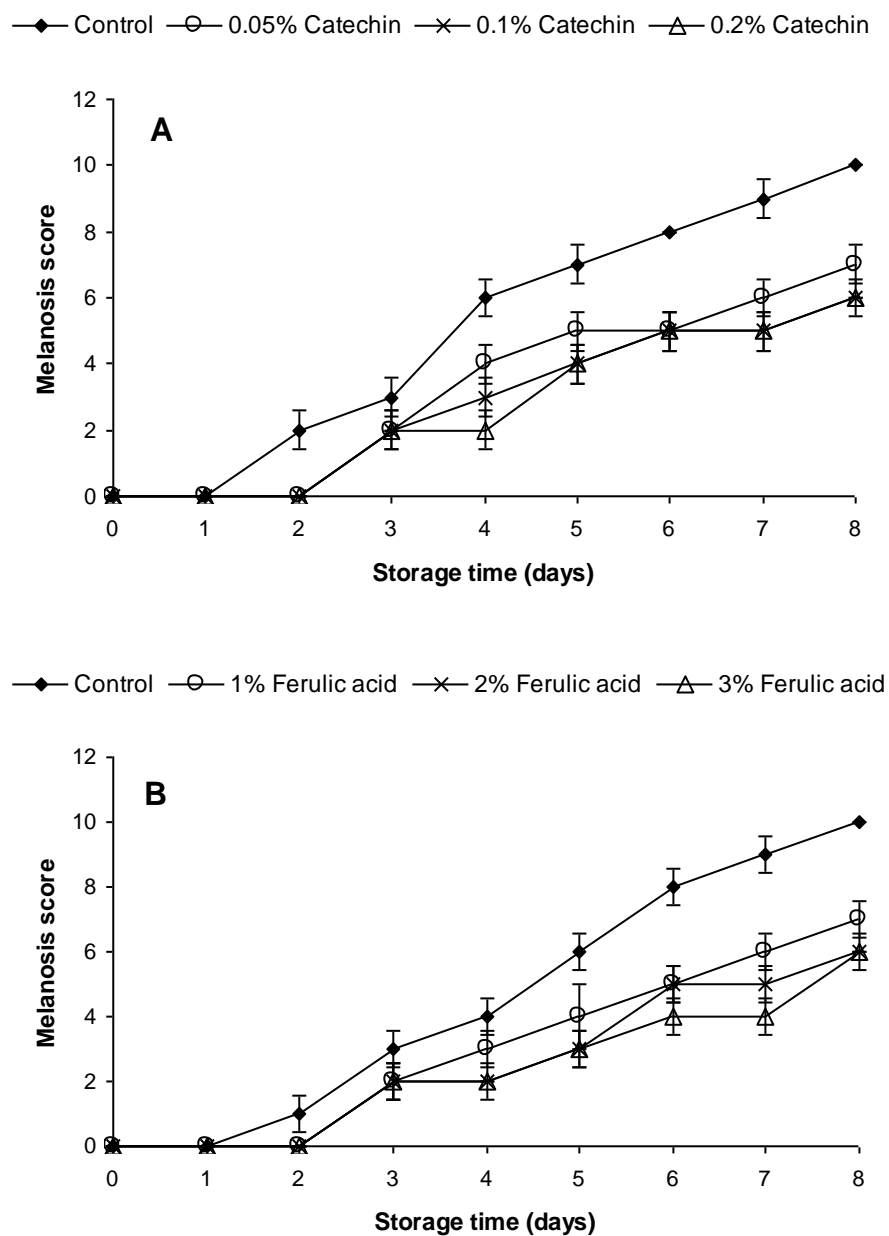 Control 0.05% Catechin 0.1% Catechin 0.2% Catechin
A
12
10
8
6
4
2
0
0 1 2 3 4 5 6 7 8
Melanosis score
Storage time (days)
Control 1% Ferulic acid 2% Ferulic acid 3% Ferulic acid
B
12
10
8
6
4
2
0
0 1 2 3 4 5 6 7 8
Melanosis score
Storage time (days)